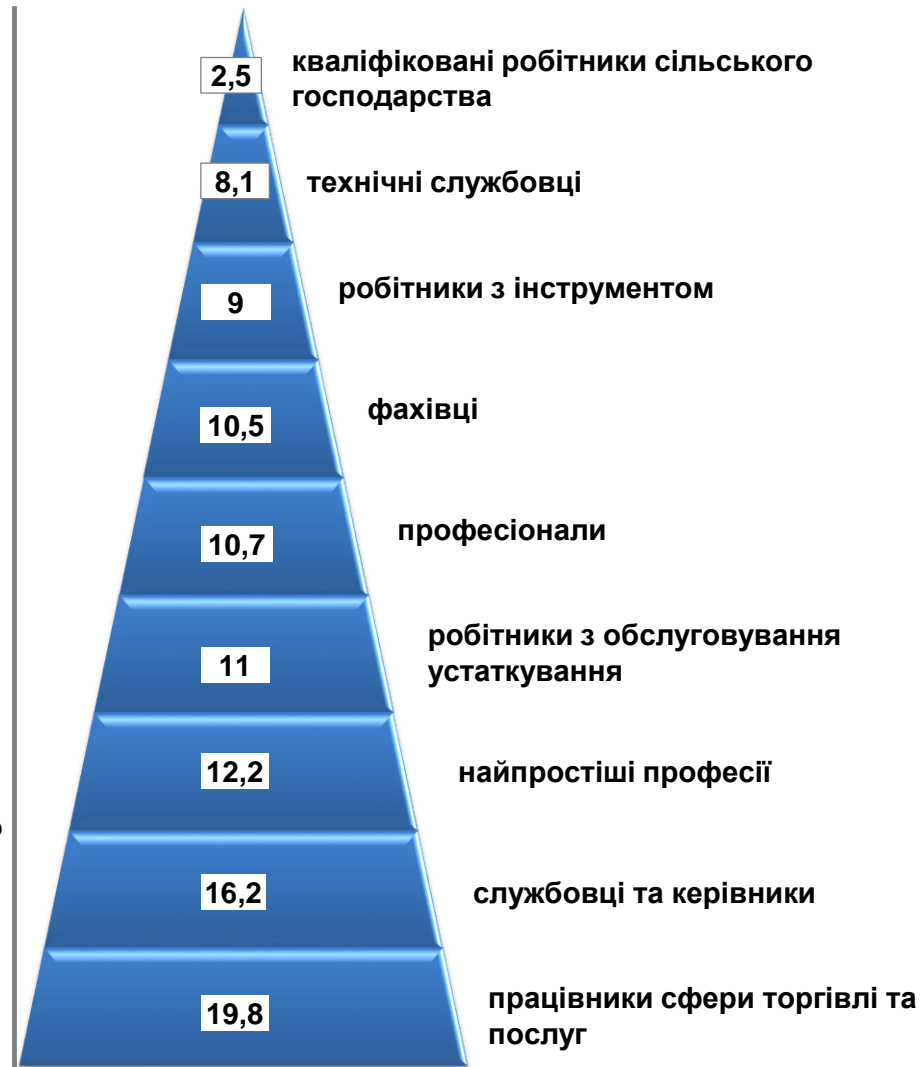 2,5
кваліфіковані робітники сільського
господарства
8,1
технічні службовці
9
робітники з інструментом
10,5
фахівці
10,7
професіонали
11
робітники з обслуговування
устаткування
12,2
найпростіші професії
16,2
службовці та керівники
19,8
працівники сфери торгівлі та
послуг